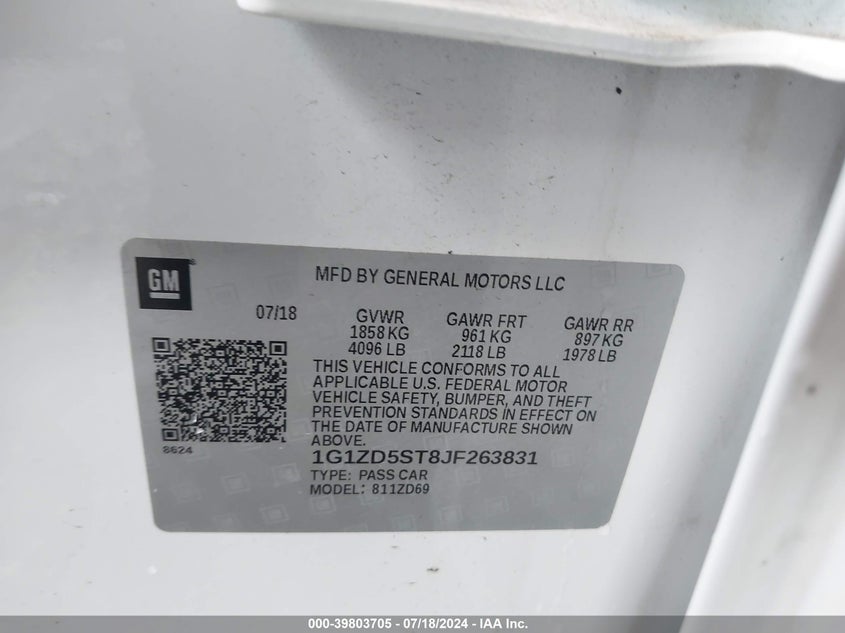 GM
MFD BY GENERAL MOTORS LLC
07/18
GVWR GAWR FRT GAWR RR
1858 KG 961 KG 897 KG
4096 LB 2118 LB 1978 LB
THIS VEHICLE CONFORMS TO ALL
APPLICABLE U.S. FEDERAL MOTOR
VEHICLE SAFETY, BUMPER, AND THEFT
PREVENTION STANDARDS IN EFFECT ON
THE DATE OF MANUFACTURE SHOWN
ABOVE.
8624
1G1ZD5ST8JF263831
TYPE: PASS CAR
MODEL: 811ZD69
000-39803705 - 07/18/2024 - IAA Inc.